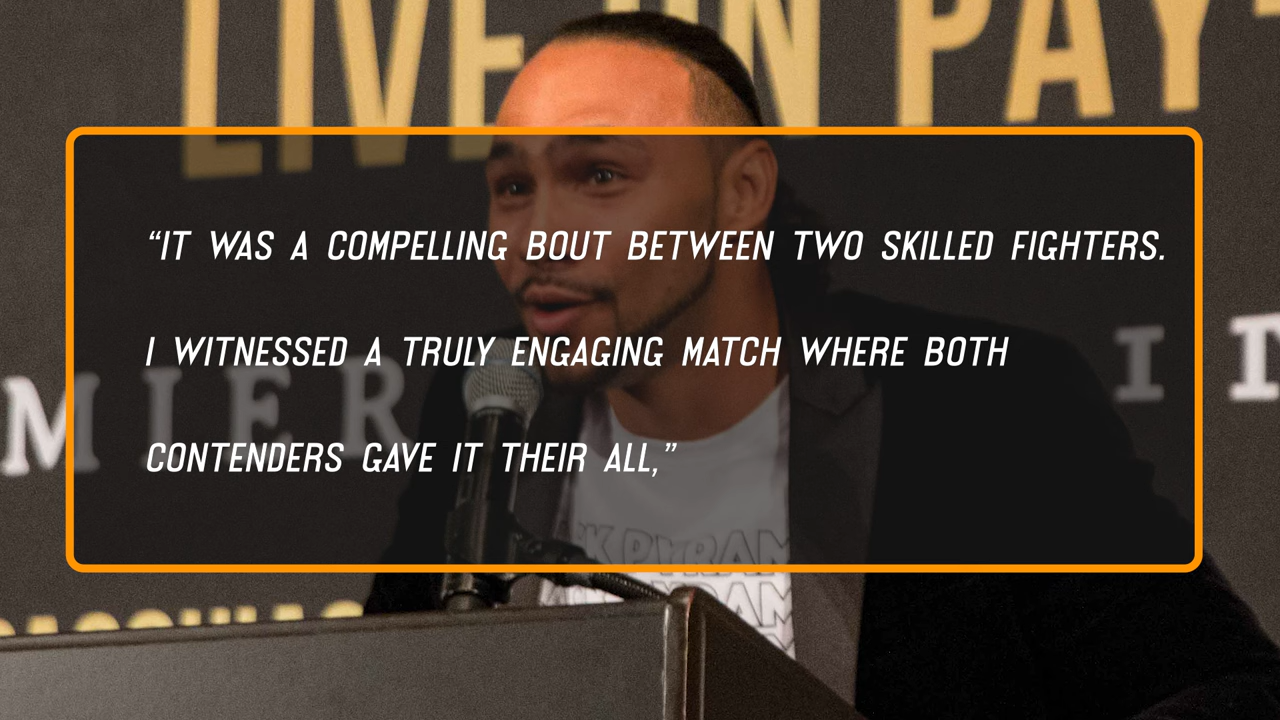 LIVE ON PAY
“IT WAS A COMPELLING BOUT BETWEEN TWO SKILLED FIGHTERS.
I WITNESSED A TRULY ENGAGING MATCH WHERE BOTH
CONTENDERS GAVE IT THEIR ALL,”